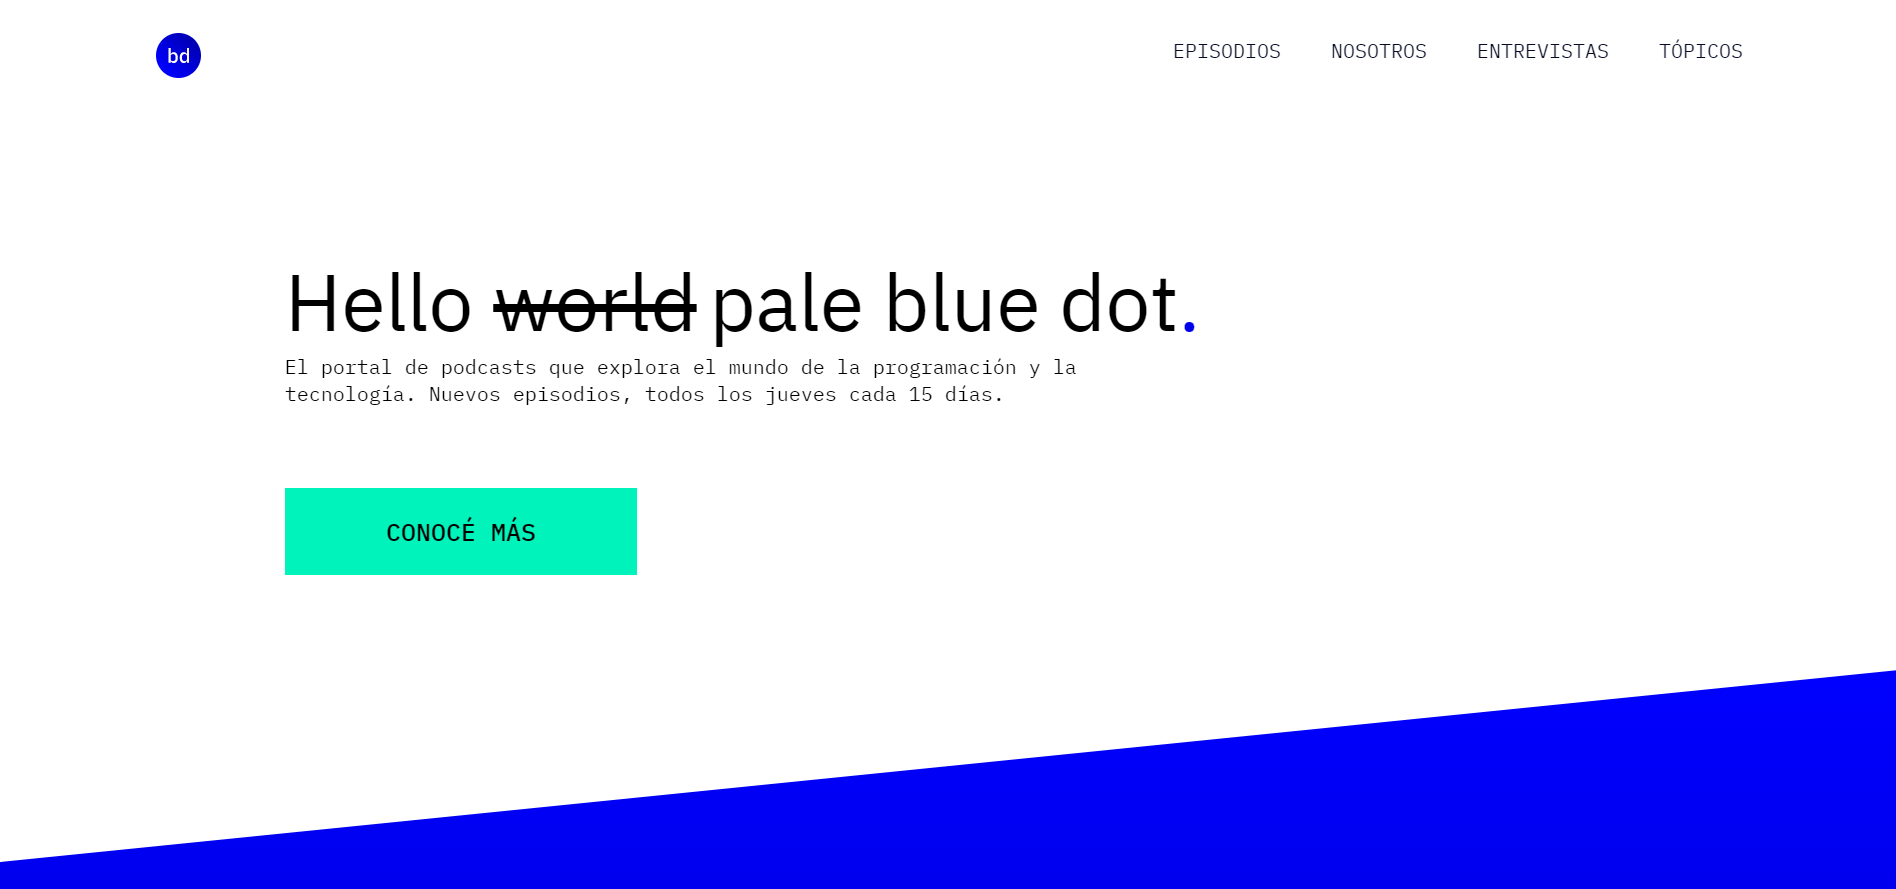 bd
EPISODIOS NOSOTROS ENTREVISTAS TÓPICOS
Hello world pale blue dot.
El portal de podcasts que explora el mundo de la programación y la
tecnología. Nuevos episodios, todos los jueves cada 15 días.
CONOCÉ MÁS